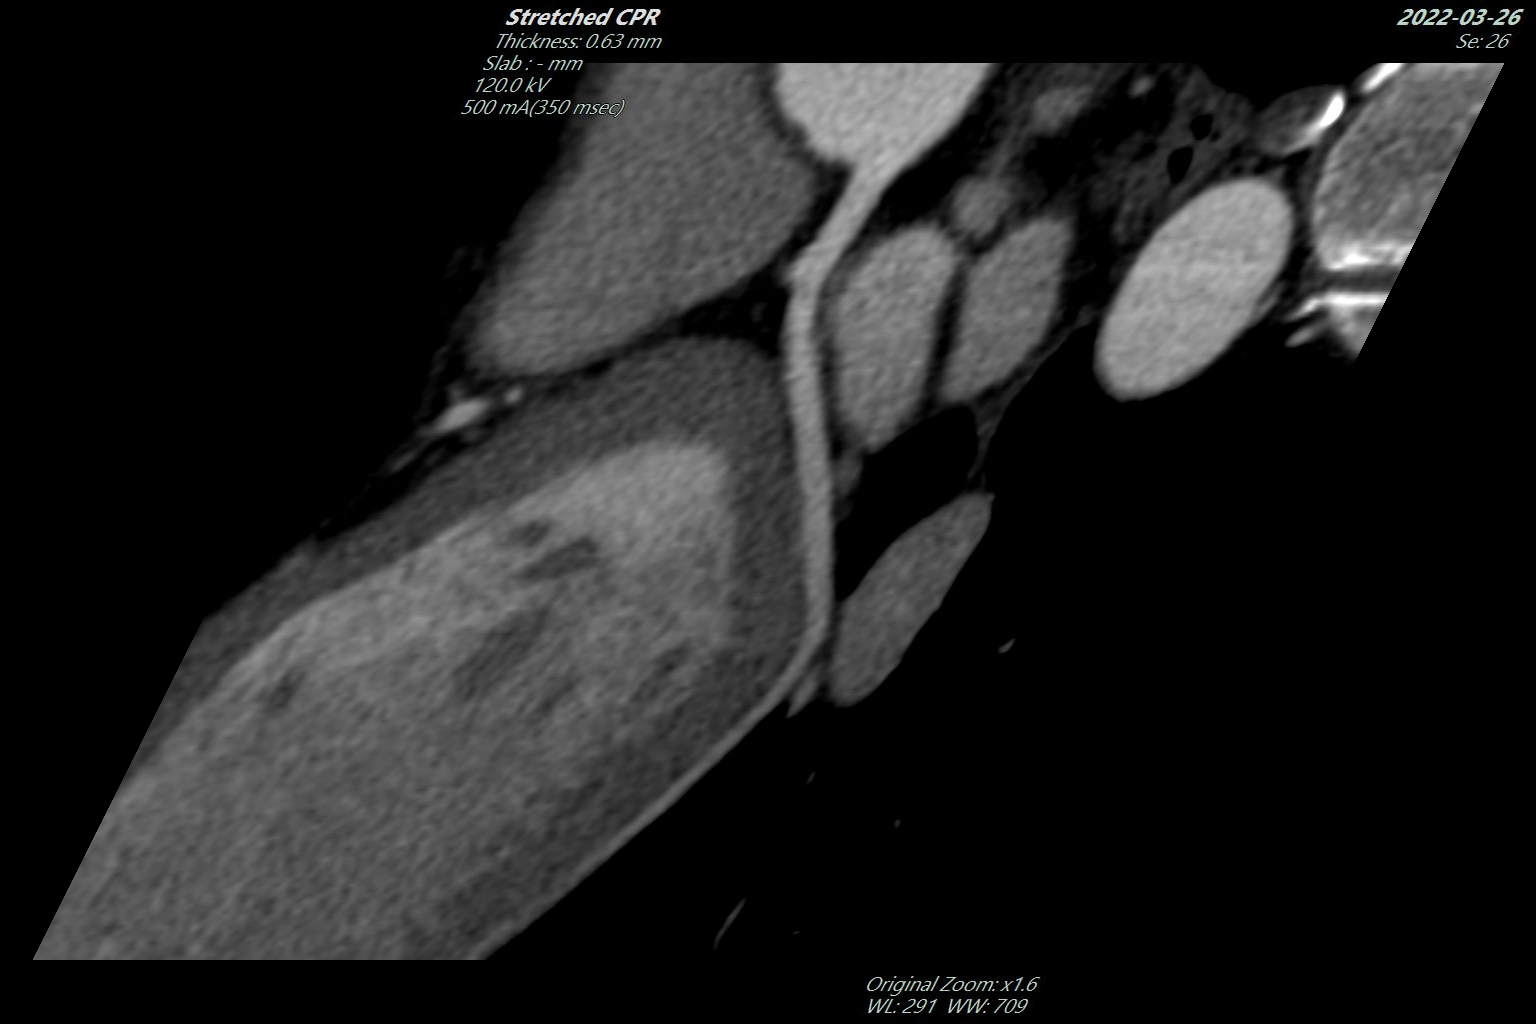 Stretched CPR
Thickness: 0.63 mm
Slab : - mm
120.0 kV
500 mA(350 msec)
2022-03-26
Se: 26
Original Zoom: x1.6
WL: 291 WW: 709